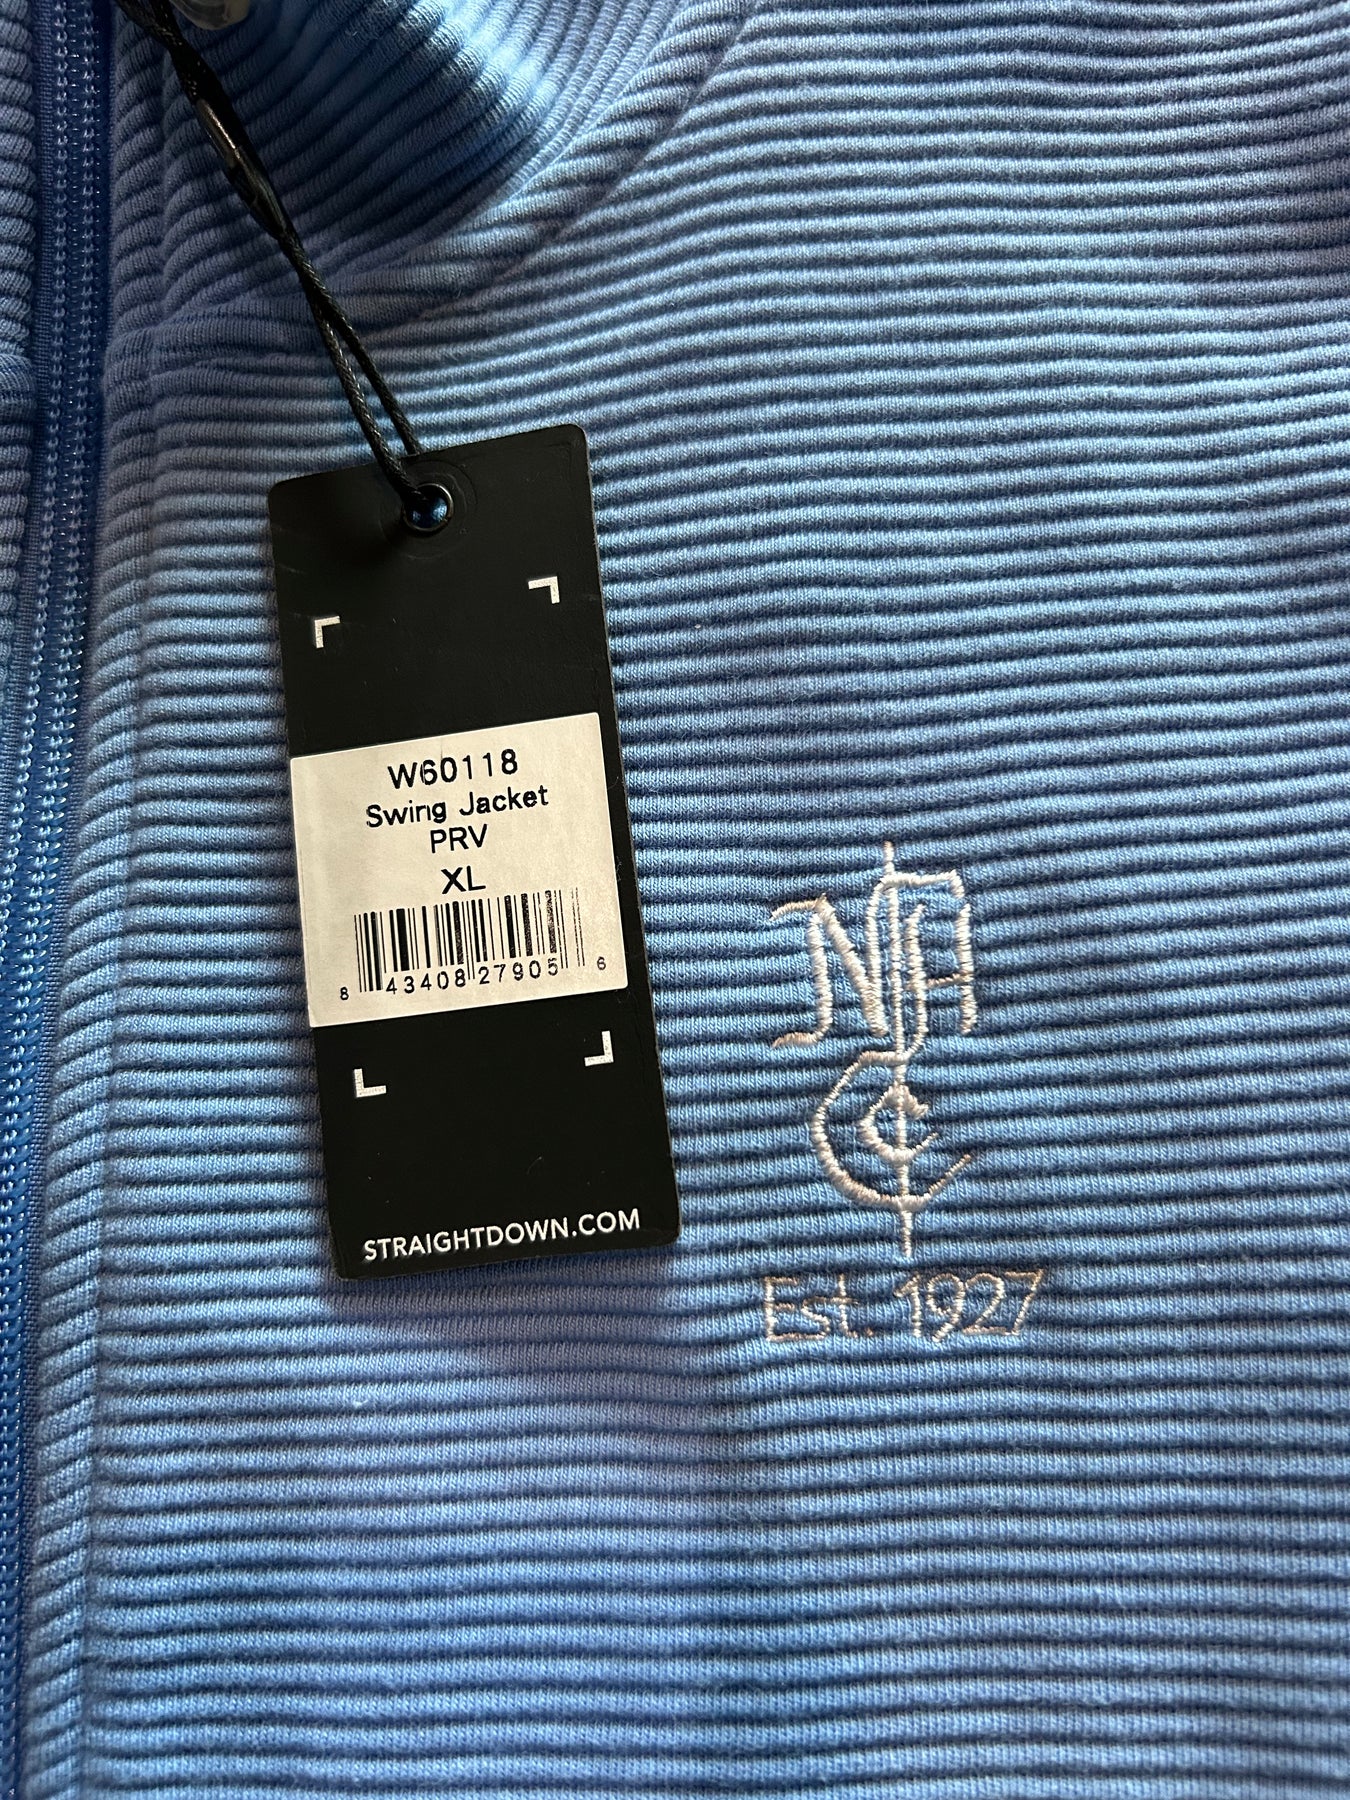 W60118
Swing Jacket
PRV
XL
8 43408 27905 6
STRAIGHTDOWN.COM
Est. 1927